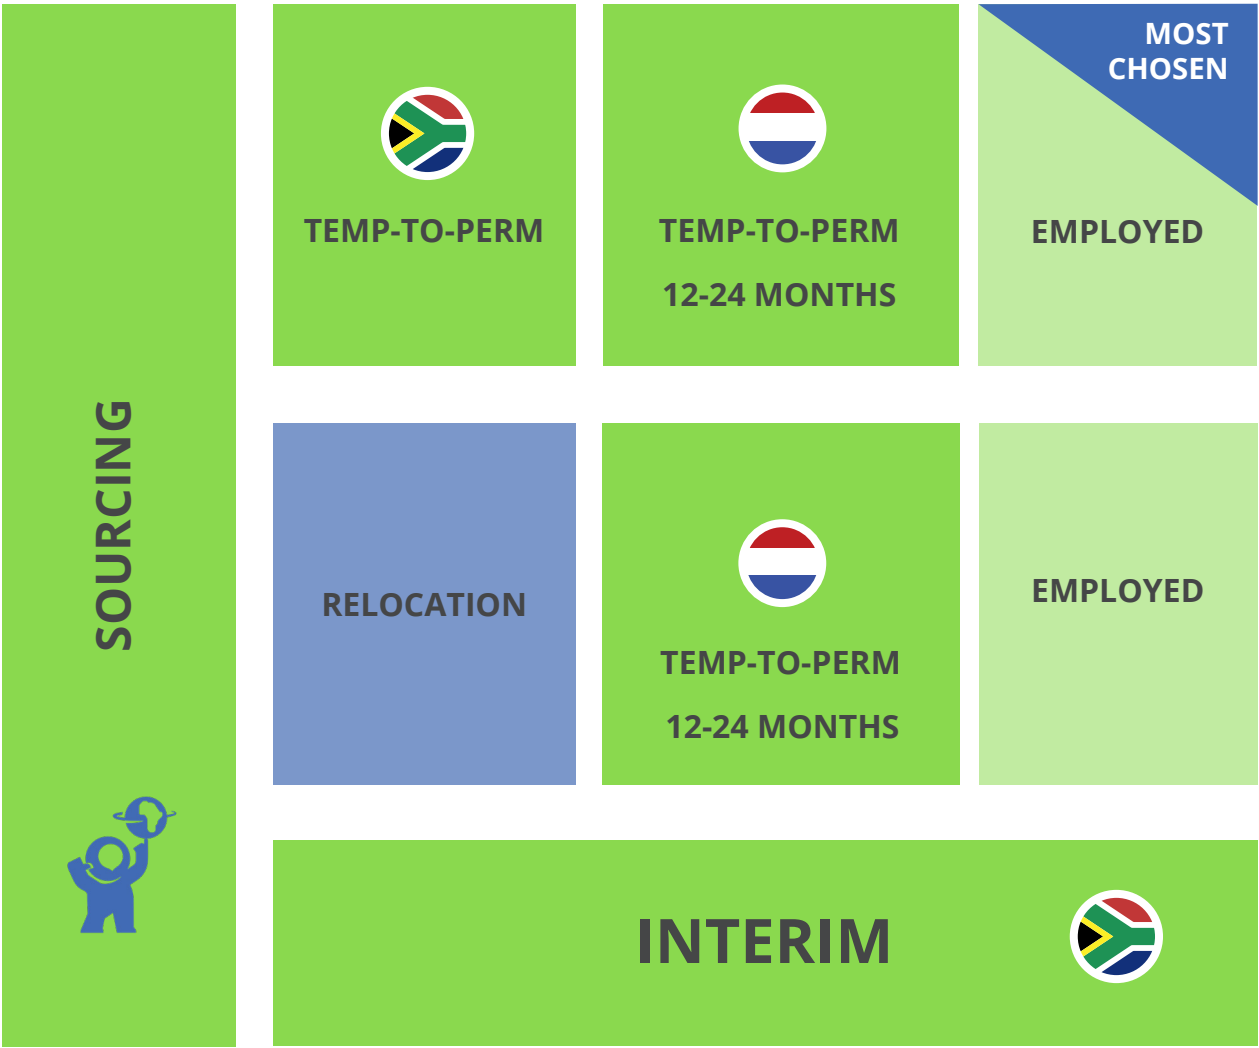 SOURCING
TEMP-TO-PERM
TEMP-TO-PERM
12-24 MONTHS
MOST
CHOSEN
EMPLOYED
RELOCATION
TEMP-TO-PERM
12-24 MONTHS
EMPLOYED
INTERIM